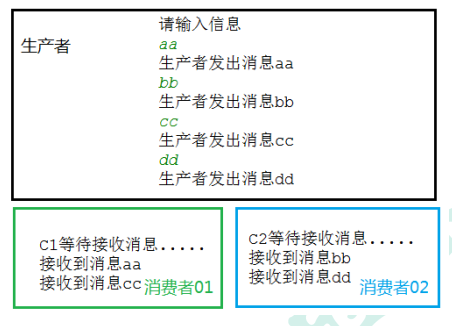 请输入信息
生产者
aa
生产者发出消息aa
bb
生产者发出消息bb
cc
生产者发出消息cc
dd
生产者发出消息dd
C1等待接收消息.....
接收到消息aa
接收到消息cc
消费者01
C2等待接收消息.....
接收到消息bb
接收到消息dd
消费者02